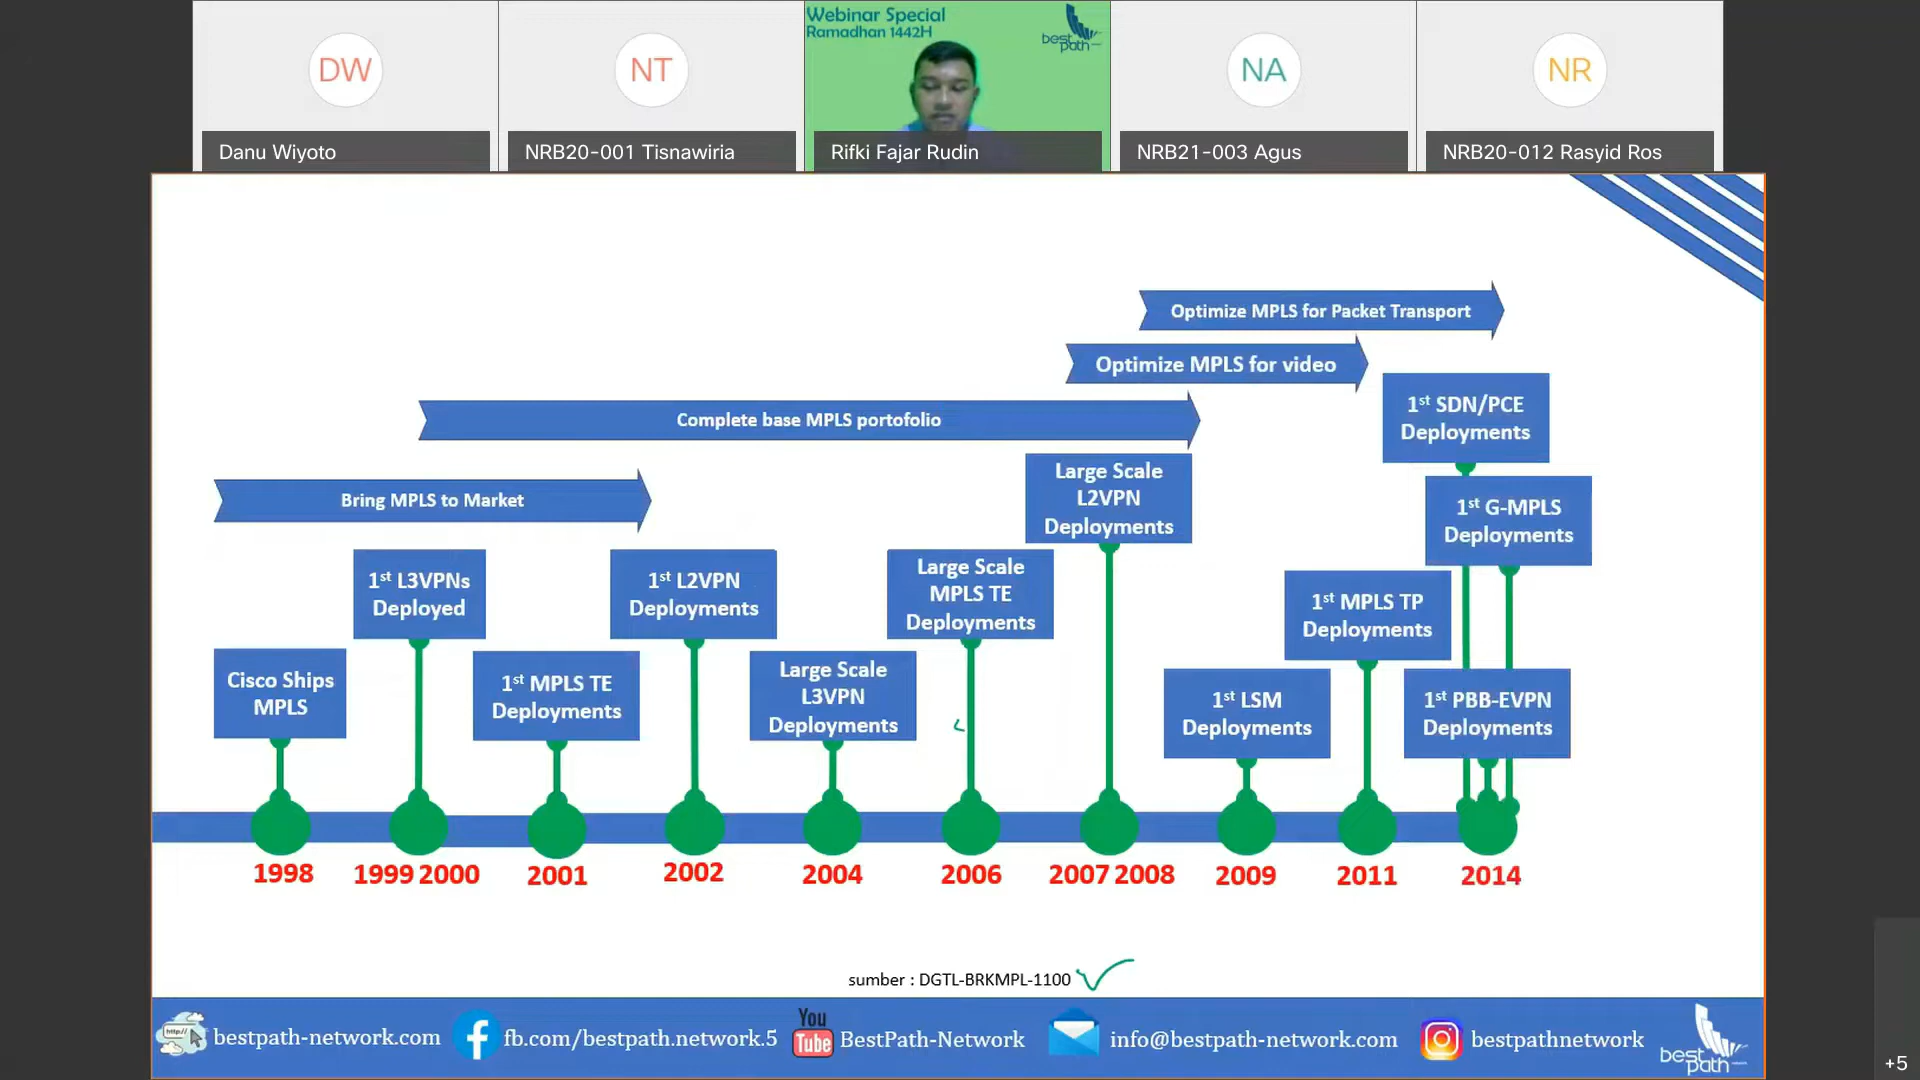 DW
NT
Webinar Special
Ramadhan 1442H
best
path
NA
NR
Danu Wiyoto
NRB20-001 Tisnawiria
Rifki Fajar Rudin
NRB21-003 Agus
NRB20-012 Rasyid Ros
Optimize MPLS for Packet Transport
Optimize MPLS for video
Complete base MPLS portofolio
Bring MPLS to Market
1st SDN/PCE
Deployments
Large Scale
L2VPN
Deployments
1st G-MPLS
Deployments
1st L3VPNs
Deployed
1st L2VPN
Deployments
Large Scale
MPLS TE
Deployments
1st MPLS TP
Deployments
Cisco Ships
MPLS
1st MPLS TE
Deployments
Large Scale
L3VPN
Deployments
1st LSM
Deployments
1st PBB-EVPN
Deployments
1998 1999 2000 2001 2002 2004 2006 2007 2008 2009 2011 2014
sumber : DGTL-BRKMPL-1100
http://
bestpath-network.com
fb.com/bestpath.network.5
You
Tube
BestPath-Network
info@bestpath-network.com
bestpathnetwork
best
path
+5